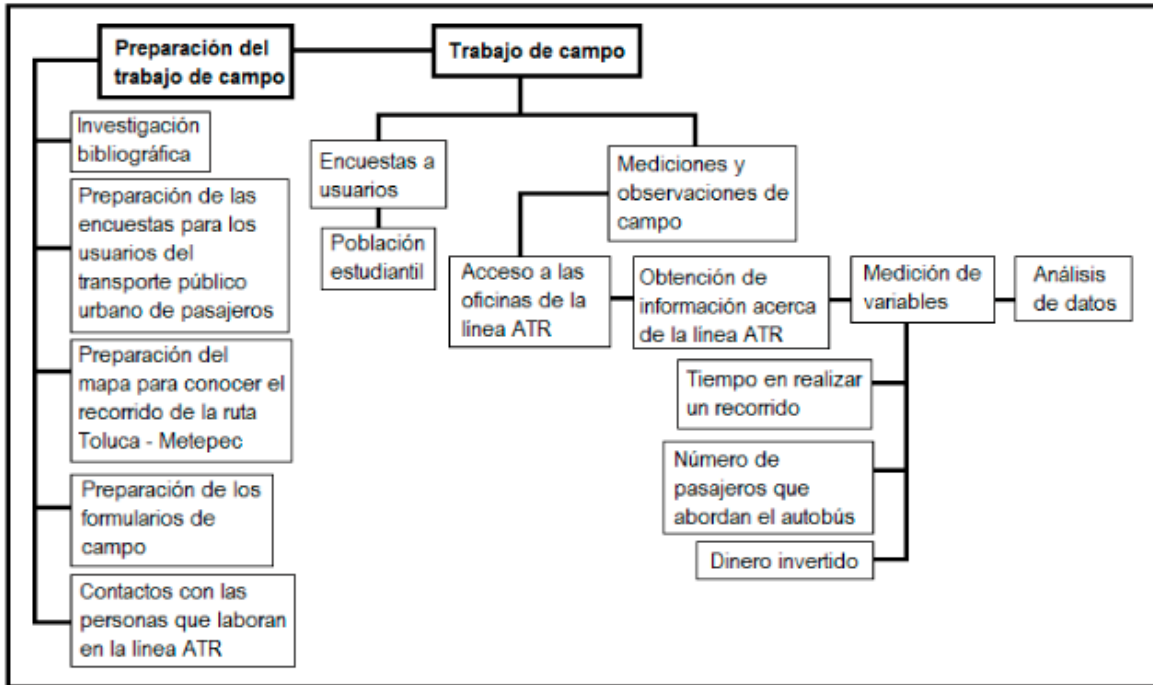 Preparación del
trabajo de campo
Trabajo de campo
Investigación
bibliográfica
Preparación de las
encuestas para los
usuarios del
transporte público
urbano de pasajeros
Preparación del
mapa para conocer el
recorrido de la ruta
Toluca - Metepec
Preparación de los
formularios de
campo
Contactos con las
personas que laboran
en la linea ATR
Encuestas a
usuarios
Población
estudiantil
Mediciones y
observaciones de
campo
Acceso a las
oficinas de la
línea ATR
Obtención de
información acerca
de la linea ATR
Medición de
variables
Análisis
de datos
Tiempo en realizar
un recorrido
Número de
pasajeros que
abordan el autobús
Dinero invertido